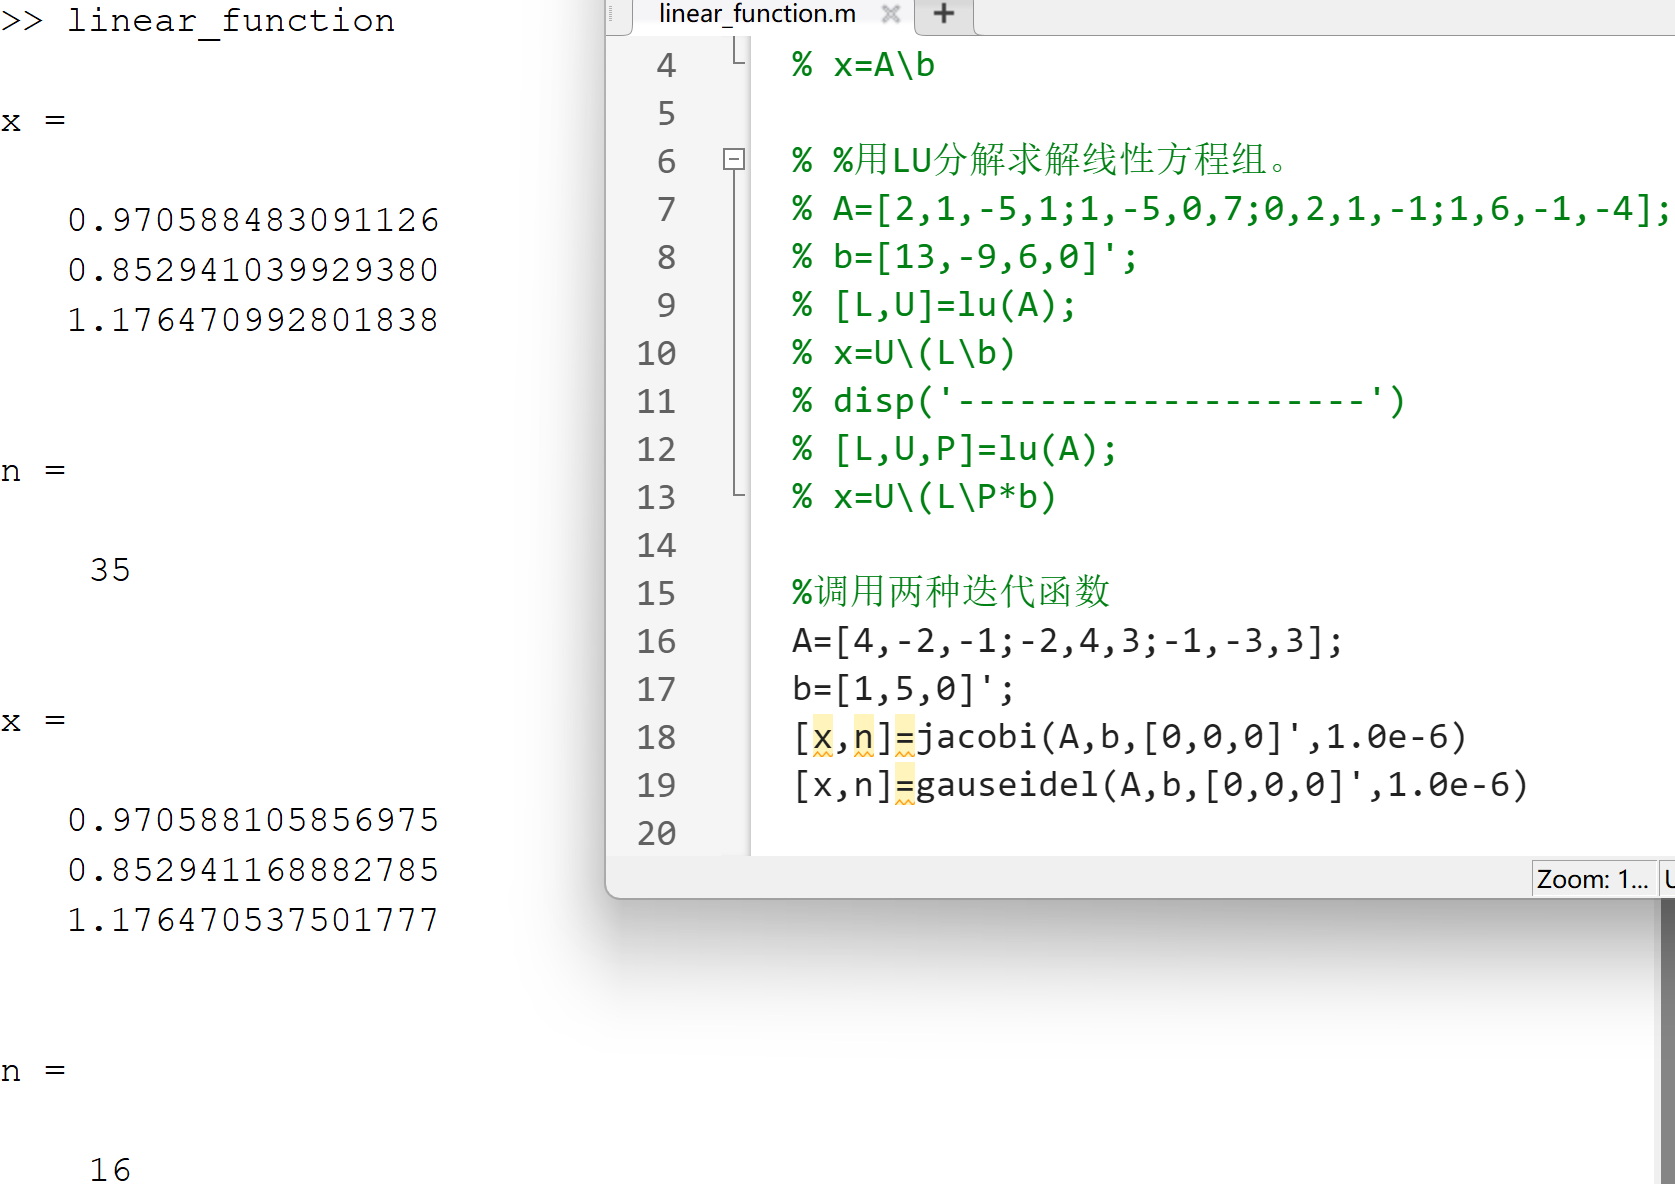 >> linear_function
x =
0.970588483091126
0.852941039929380
1.176470992801838
n =
35
x =
0.970588105856975
0.852941168882785
1.176470537501777
n =
16
linear_function.m
4 % x=A\b
5
6 % %用LU分解求解线性方程组。
7 % A=[2,1,-5,1;1,-5,0,7;0,2,1,-1;1,6,-1,-4];
8 % b=[13,-9,6,0]';
9 % [L,U]=lu(A);
10 % x=U\(L\b)
11 % disp('--------------------')
12 % [L,U,P]=lu(A);
13 % x=U\(L\P*b)
14
15 %调用两种迭代函数
16 A=[4,-2,-1;-2,4,3;-1,-3,3];
17 b=[1,5,0]';
18 [x,n]=jacobi(A,b,[0,0,0]',1.0e-6)
19 [x,n]=gauseidel(A,b,[0,0,0]',1.0e-6)
20
Zoom: 1...